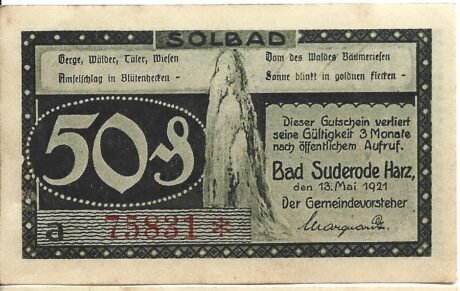 SOLBAD
Berge, Wälder, Täler, Wiesen
Amselschlag in Blütenhecken -
Dom des Waldes Bäumeriesen
Sonne blinkt in goldnen Flecken -
50 ₰
Dieser Gutschein verliert
seine Gültigkeit 3 Monate
nach öffentlichem Aufruf.
Bad Suderode Harz,
den 13. Mai 1921
Der Gemeindevorsteher
a 75831 *